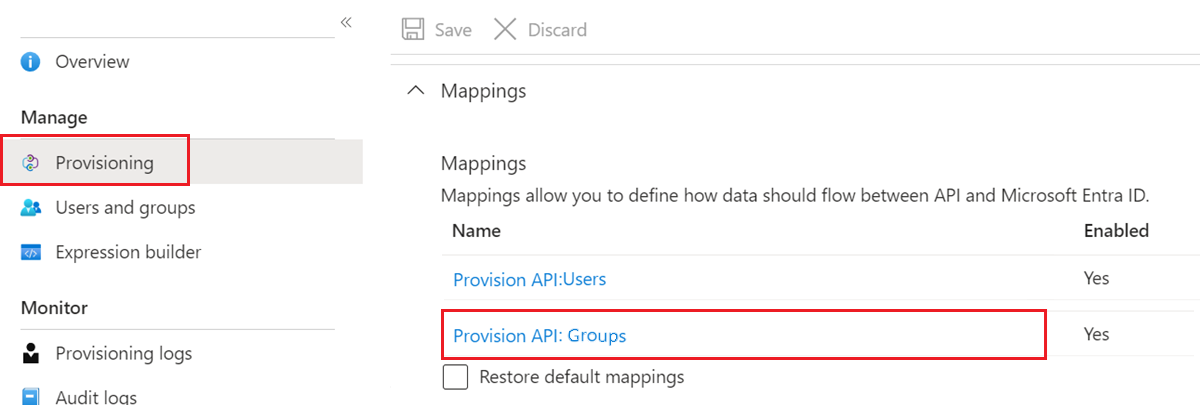 «
Overview
Manage
Provisioning
Users and groups
Expression builder
Monitor
Provisioning logs
Audit logs
Save Discard
Mappings
Mappings
Mappings allow you to define how data should flow between API and Microsoft Entra ID.
Name Enabled
Provision API:Users Yes
Provision API: Groups Yes
Restore default mappings